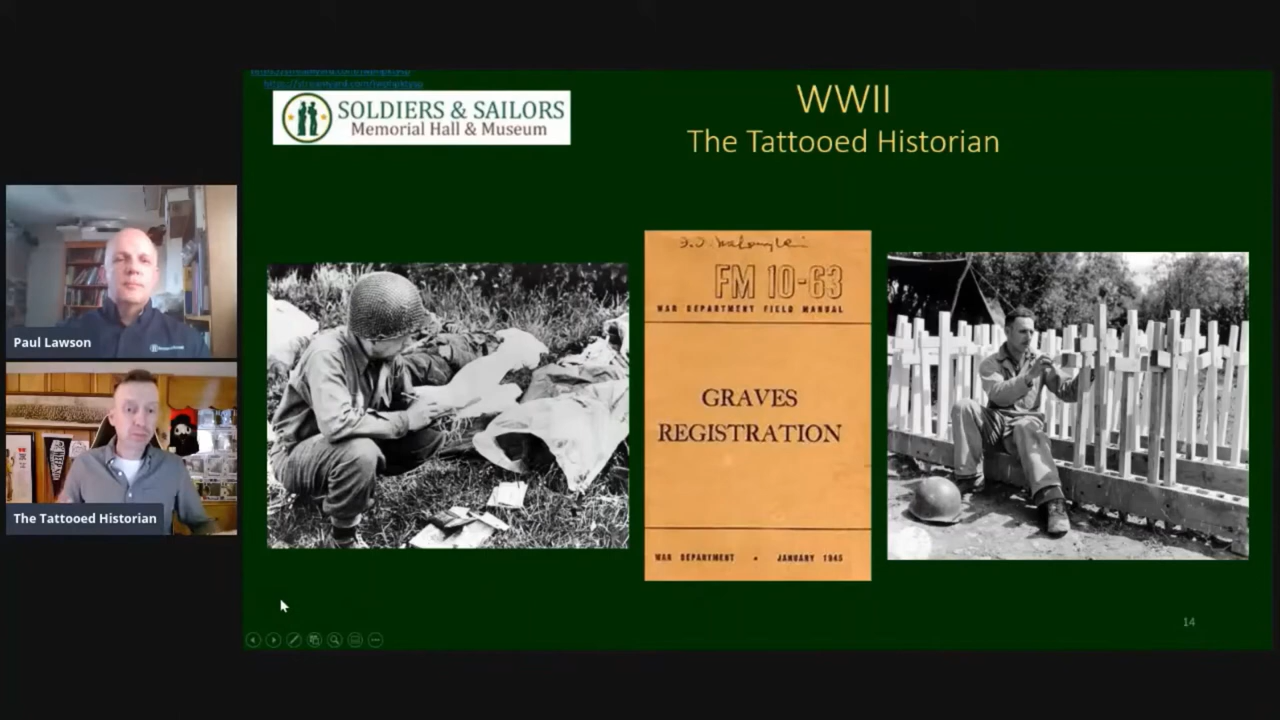 SOLDIERS & SAILORS
Memorial Hall & Museum
WWII
The Tattooed Historian
FM 10-63
WAR DEPARTMENT FIELD MANUAL
GRAVES
REGISTRATION
WAR DEPARTMENT • JANUARY 1945
Paul Lawson
The Tattooed Historian
14